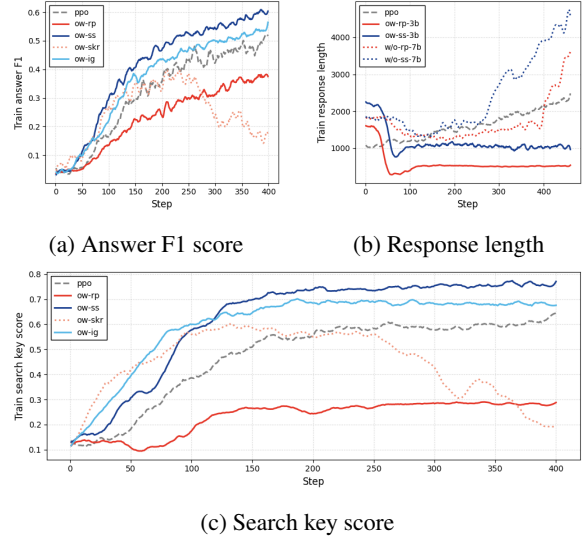 ppo
ow-rp
ow-ss
ow-skr
ow-ig
Train answer F1
0.6
0.5
0.4
0.3
0.2
0.1
0 50 100 150 200 250 300 350 400
Step
(a) Answer F1 score
ppo
ow-rp-3b
ow-ss-3b
w/o-rp-7b
w/o-ss-7b
Train response length
4000
3000
2000
1000
0 100 200 300 400
Step
(b) Response length
ppo
ow-rp
ow-ss
ow-skr
ow-ig
Train search key score
0.8
0.7
0.6
0.5
0.4
0.3
0.2
0.1
0 50 100 150 200 250 300 350 400
Step
(c) Search key score